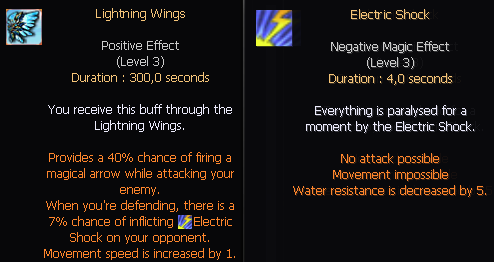 Lightning Wings
Positive Effect
(Level 3)
Duration : 300,0 seconds
You receive this buff through the
Lightning Wings.
Provides a 40% chance of firing a
magical arrow while attacking your
enemy.
When you're defending, there is a
7% chance of inflicting Electric
Shock on your opponent.
Movement speed is increased by 1.
Electric Shock
Negative Magic Effect
(Level 3)
Duration : 4,0 seconds
Everything is paralysed for a
moment by the Electric Shock.
No attack possible
Movement impossible
Water resistance is decreased by 5.